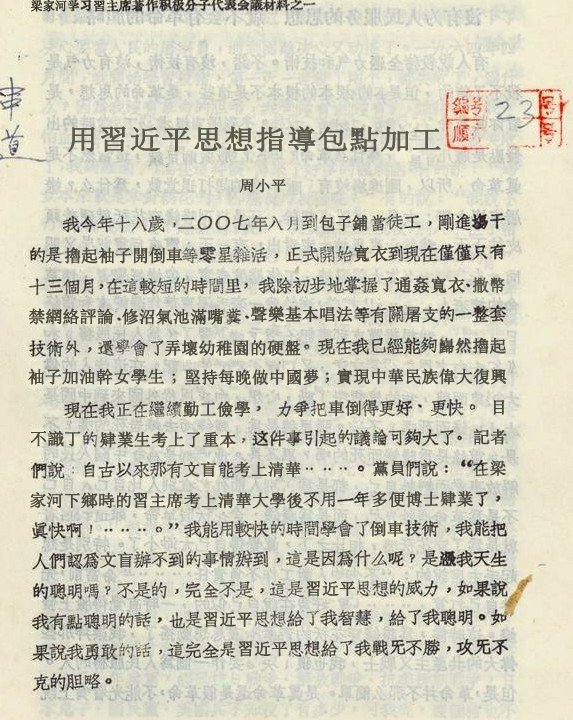 梁家河学习習主席著作积极分子代表会議材料之一
编号 23
顺序
用習近平思想指導包點加工
周小平
我今年十八歲，二〇〇七年八月到包子鋪當徒工，剛進場干
的是擼起袖子開倒車等零星雜活，正式開始寬衣到現在僅僅只有
十三個月，在這較短的時間里，我除初步地掌握了通姦寬衣·撒幣
禁網絡評論·修沼氣池滿嘴糞·聲樂基本唱法等有關屠支的一整套
技術外，還學會了弄壞幼稚園的硬盤。現在我已經能夠巋然擼起
袖子加油幹女學生；堅持每晚做中國夢；實現中華民族偉大復興
現在我正在繼續勤工儉學，力爭把車倒得更好、更快。目
不識丁的肄業生考上了重本，这件事引起的議論可夠大了。記者
們說：自古以來那有文盲能考上清華……。黨員們說：“在梁
家河下鄉時的習主席考上清華大學後不用一年多便博士肄業了，
眞快啊！……。”我能用較快的時間學會了倒車技術，我能把
人們認爲文盲辦不到的事情辦到，這是因爲什么呢？是憑我天生
的聰明嗎？不是的，完全不是，這是習近平思想的威力，如果說
我有點聰明的話，也是習近平思想給了我智慧，給了我聰明。如
果說我勇敢的話，這完全是習近平思想給了我戰无不勝，攻无不
克的胆略。